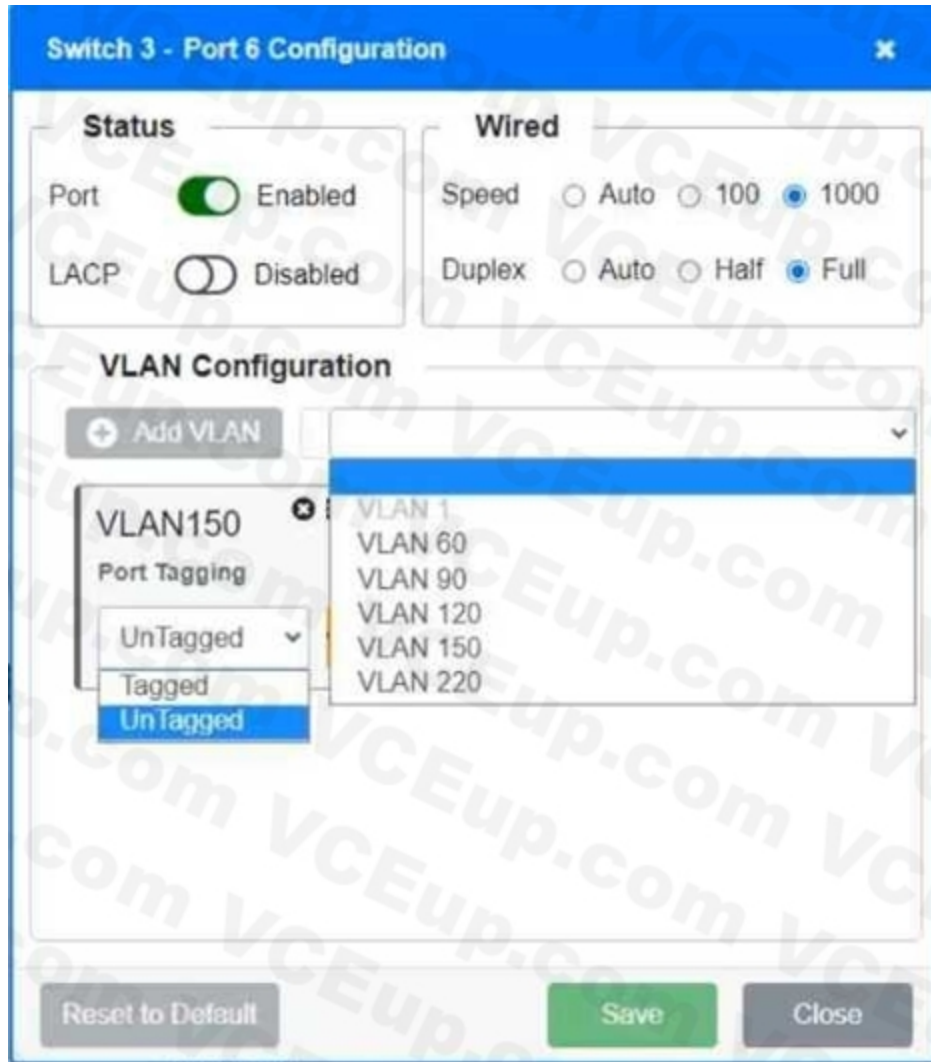 Switch 3 - Port 6 Configuration
Status
Port Enabled
LACP Disabled
Wired
Speed Auto 100 1000
Duplex Auto Half Full
VLAN Configuration
Add VLAN
VLAN150
Port Tagging
UnTagged
Tagged
UnTagged
VLAN 1
VLAN 60
VLAN 90
VLAN 120
VLAN 150
VLAN 220
Reset to Default Save Close
VCEup.com